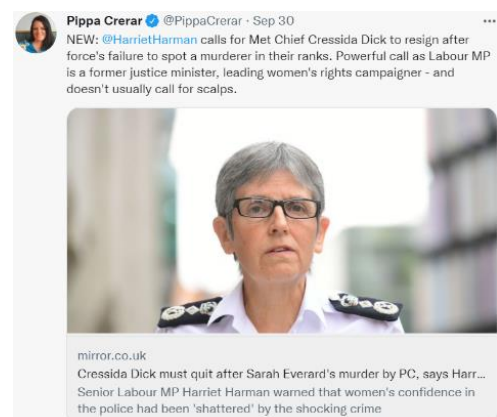 Pippa Crerar @PippaCrerar · Sep 30
NEW: @HarrietHarman calls for Met Chief Cressida Dick to resign after
force's failure to spot a murderer in their ranks. Powerful call as Labour MP
is a former justice minister, leading women's rights campaigner - and
doesn't usually call for scalps.
mirror.co.uk
Cressida Dick must quit after Sarah Everard's murder by PC, says Harr...
Senior Labour MP Harriet Harman warned that women's confidence in
the police had been 'shattered' by the shocking crime